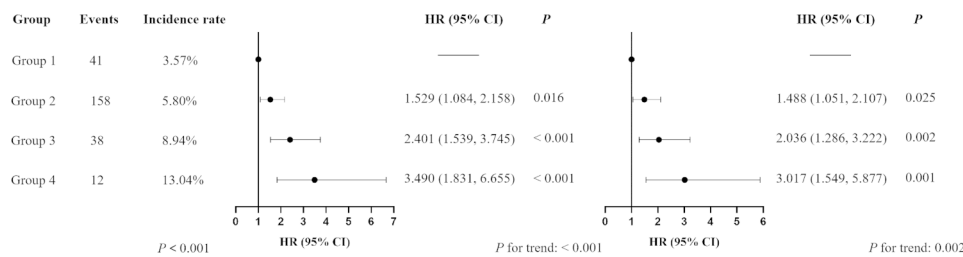 Group Events Incidence rate HR (95% CI) P HR (95% CI) P
Group 1 41 3.57%
Group 2 158 5.80% 1.529 (1.084, 2.158) 0.016 1.488 (1.051, 2.107) 0.025
Group 3 38 8.94% 2.401 (1.539, 3.745) < 0.001 2.036 (1.286, 3.222) 0.002
Group 4 12 13.04% 3.490 (1.831, 6.655) < 0.001 3.017 (1.549, 5.877) 0.001
0 1 2 3 4 5 6 7 0 1 2 3 4 5 6
P < 0.001 HR (95% CI) P for trend: < 0.001 HR (95% CI) P for trend: 0.002